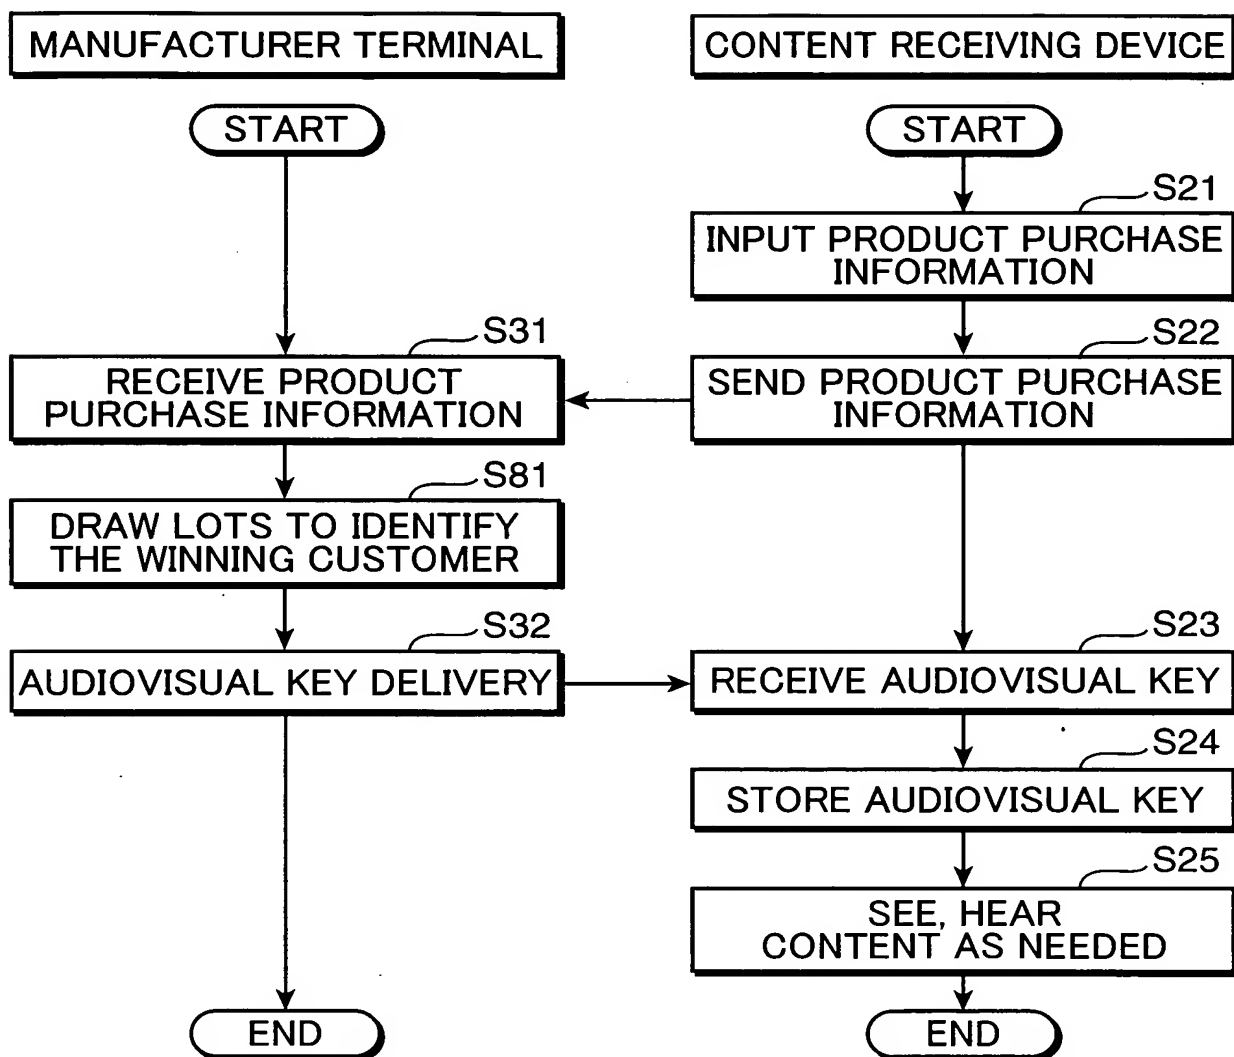 MANUFACTURER TERMINAL
CONTENT RECEIVING DEVICE
START
START
S21
INPUT PRODUCT PURCHASE
INFORMATION
S31
RECEIVE PRODUCT
PURCHASE INFORMATION
S22
SEND PRODUCT PURCHASE
INFORMATION
S81
DRAW LOTS TO IDENTIFY
THE WINNING CUSTOMER
S32
AUDIOVISUAL KEY DELIVERY
S23
RECEIVE AUDIOVISUAL KEY
S24
STORE AUDIOVISUAL KEY
S25
SEE, HEAR
CONTENT AS NEEDED
END
END